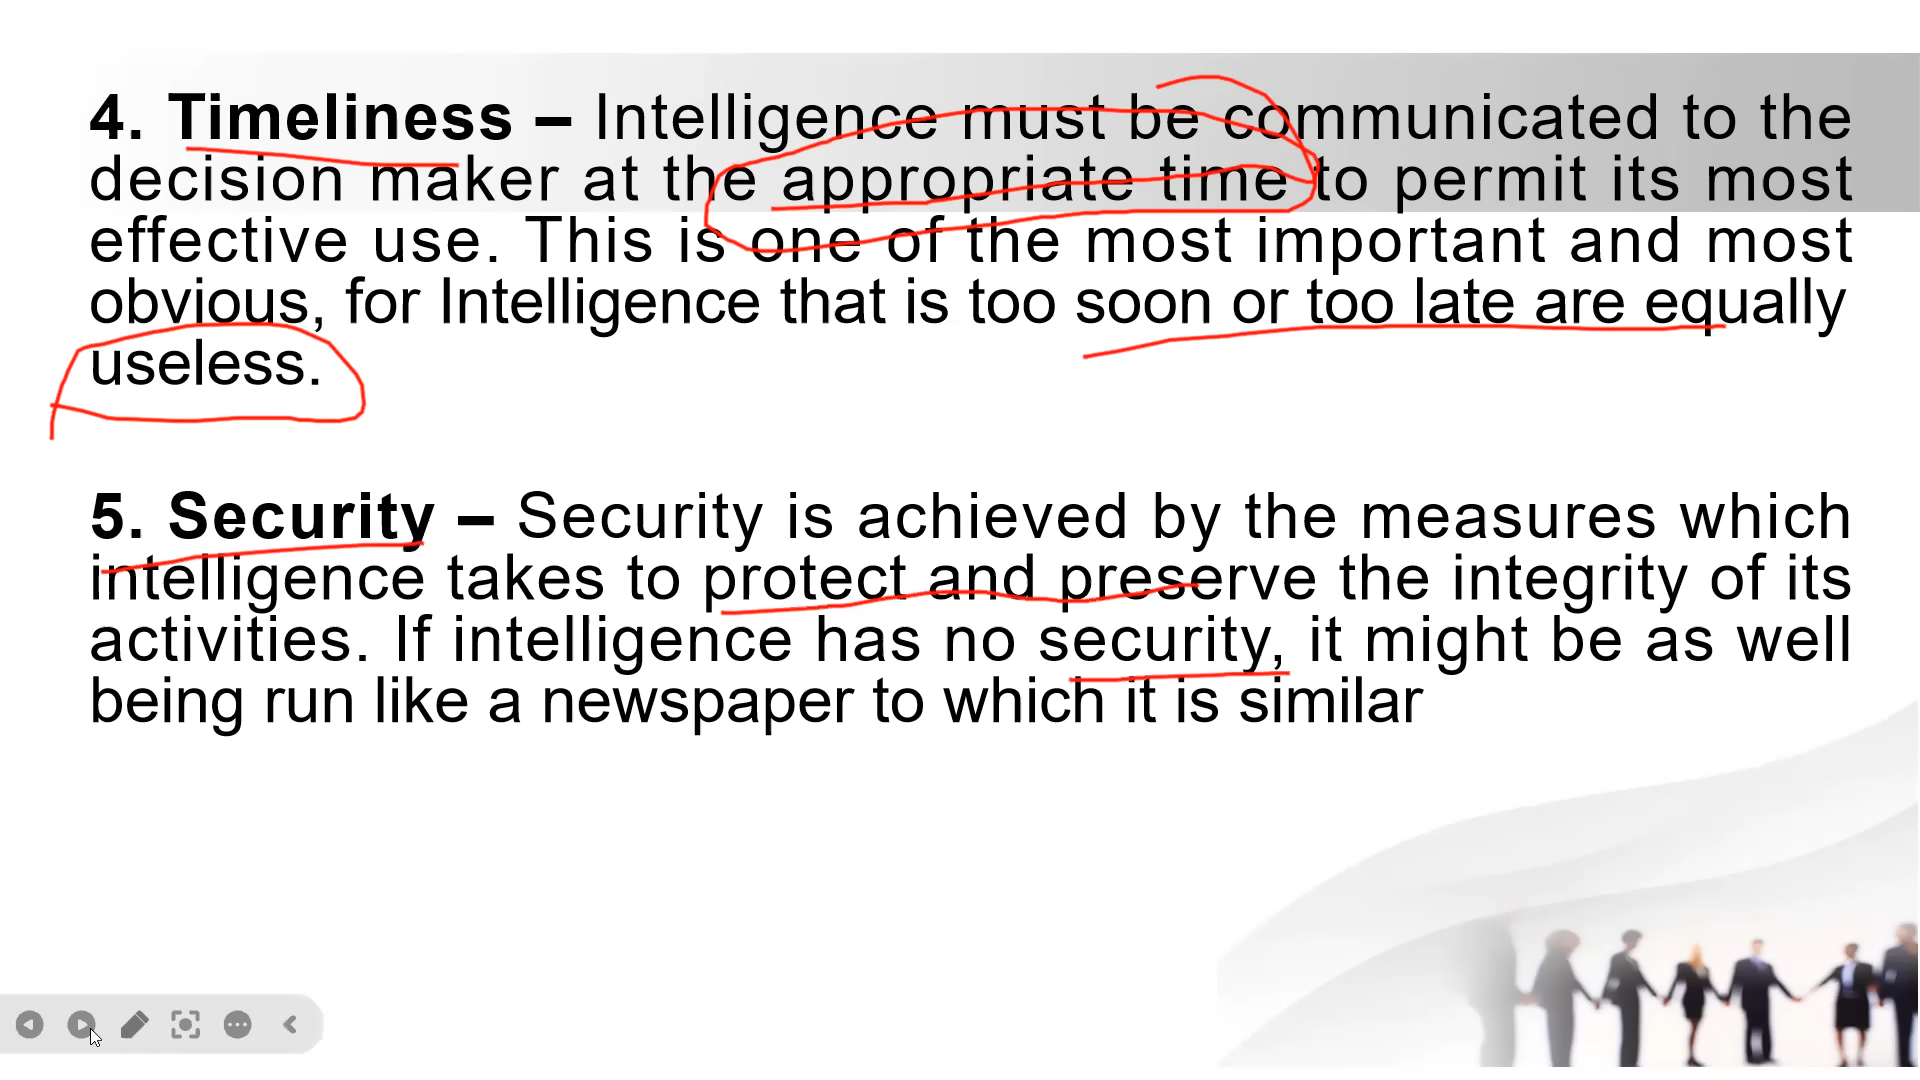 4. Timeliness – Intelligence must be communicated to the
decision maker at the appropriate time to permit its most
effective use. This is one of the most important and most
obvious, for Intelligence that is too soon or too late are equally
useless.
5. Security – Security is achieved by the measures which
intelligence takes to protect and preserve the integrity of its
activities. If intelligence has no security, it might be as well
being run like a newspaper to which it is similar